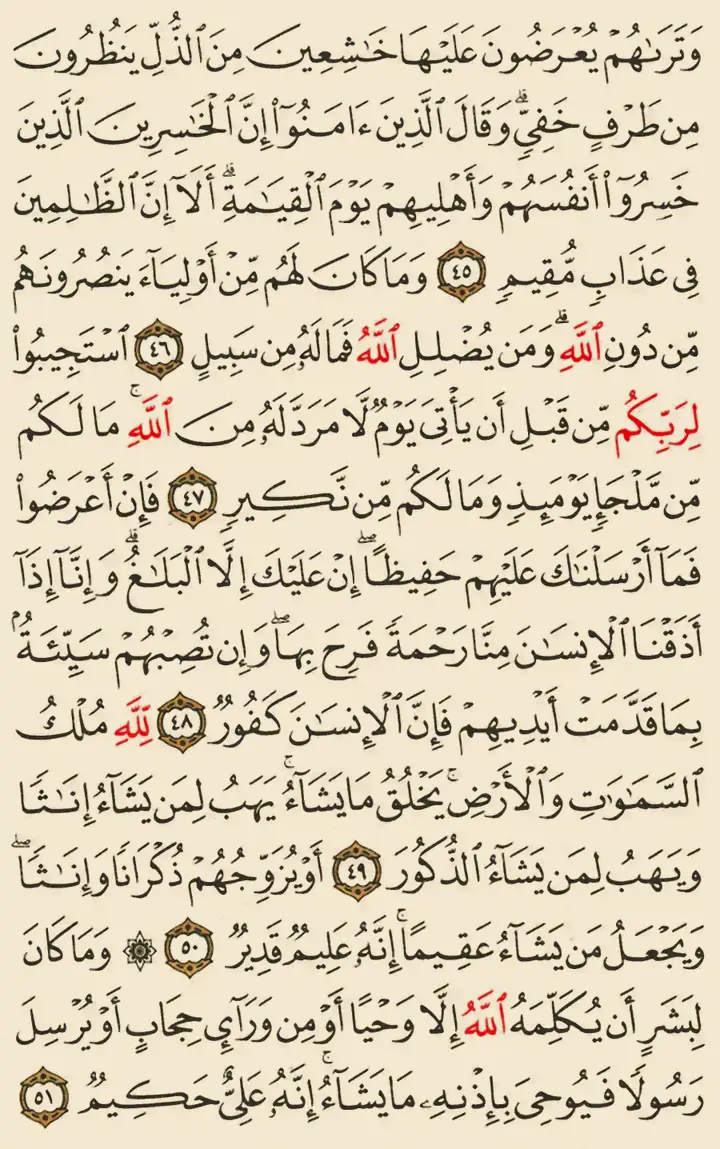 وَتَرَىٰهُمْ يُعْرَضُونَ عَلَيْهَا خَٰشِعِينَ مِنَ ٱلذُّلِّ يَنظُرُونَ
مِن طَرْفٍ خَفِيٍّۗ وَقَالَ ٱلَّذِينَ ءَامَنُوٓا۟ إِنَّ ٱلْخَٰسِرِينَ ٱلَّذِينَ
خَسِرُوٓا۟ أَنفُسَهُمْ وَأَهْلِيهِمْ يَوْمَ ٱلْقِيَٰمَةِۗ أَلَآ إِنَّ ٱلظَّٰلِمِينَ
فِى عَذَابٍ مُّقِيمٍ ٤٥ وَمَا كَانَ لَهُم مِّنْ أَوْلِيَآءَ يَنصُرُونَهُم
مِّن دُونِ ٱللَّهِۗ وَمَن يُضْلِلِ ٱللَّهُ فَمَا لَهُۥ مِن سَبِيلٍ ٤٦ ٱسْتَجِيبُوا۟
لِرَبِّكُم مِّن قَبْلِ أَن يَأْتِىَ يَوْمٌ لَّا مَرَدَّ لَهُۥ مِنَ ٱللَّهِۚ مَا لَكُم
مِّن مَّلْجَإٍ يَوْمَئِذٍ وَمَا لَكُم مِّن نَّكِيرٍ ٤٧ فَإِنْ أَعْرَضُوا۟
فَمَآ أَرْسَلْنَٰكَ عَلَيْهِمْ حَفِيظًاۖ إِنْ عَلَيْكَ إِلَّا ٱلْبَلَٰغُۗ وَإِنَّآ إِذَآ
أَذَقْنَا ٱلْإِنسَٰنَ مِنَّا رَحْمَةً فَرِحَ بِهَاۖ وَإِن تُصِبْهُمْ سَيِّئَةٌۢ
بِمَا قَدَّمَتْ أَيْدِيهِمْ فَإِنَّ ٱلْإِنسَٰنَ كَفُورٌ ٤٨ لِّلَّهِ مُلْكُ
ٱلسَّمَٰوَٰتِ وَٱلْأَرْضِۚ يَخْلُقُ مَا يَشَآءُۚ يَهَبُ لِمَن يَشَآءُ إِنَٰثًا
وَيَهَبُ لِمَن يَشَآءُ ٱلذُّكُورَ ٤٩ أَوْ يُزَوِّجُهُمْ ذُكْرَانًا وَإِنَٰثًاۖ
وَيَجْعَلُ مَن يَشَآءُ عَقِيمًاۚ إِنَّهُۥ عَلِيمٌ قَدِيرٌ ٥٠ ۞ وَمَا كَانَ
لِبَشَرٍ أَن يُكَلِّمَهُ ٱللَّهُ إِلَّا وَحْيًا أَوْ مِن وَرَآئِ حِجَابٍ أَوْ يُرْسِلَ
رَسُولًا فَيُوحِىَ بِإِذْنِهِۦ مَا يَشَآءُۚ إِنَّهُۥ عَلِىٌّ حَكِيمٌ ٥١